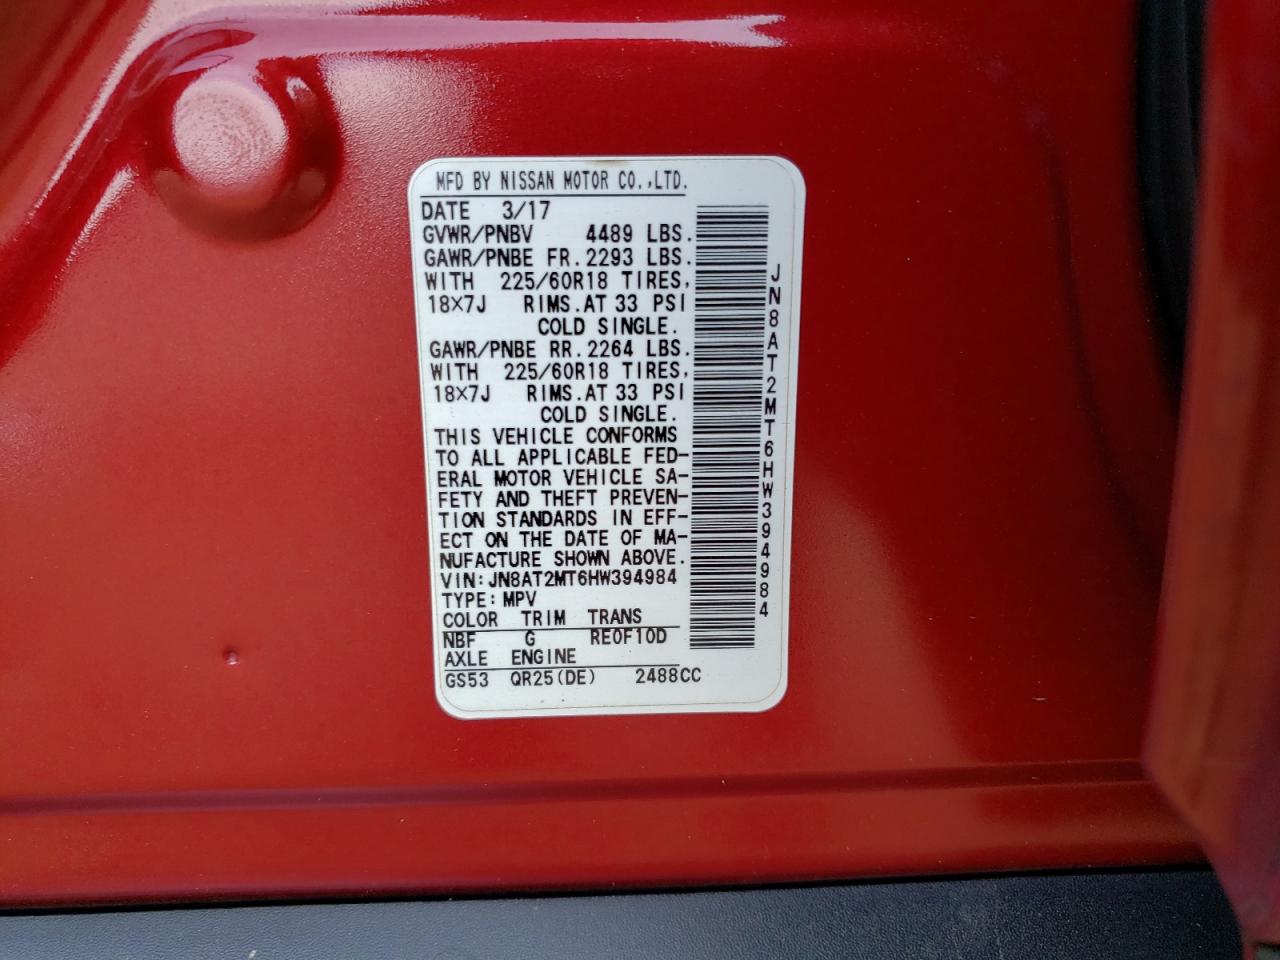 MFD BY NISSAN MOTOR CO.,LTD.
DATE 3/17
GVWR/PNBV 4489 LBS.
GAWR/PNBE FR.2293 LBS.
WITH 225/60R18 TIRES,
18×7J RIMS.AT 33 PSI
COLD SINGLE.
GAWR/PNBE RR.2264 LBS.
WITH 225/60R18 TIRES,
18×7J RIMS.AT 33 PSI
COLD SINGLE.
THIS VEHICLE CONFORMS
TO ALL APPLICABLE FED-
ERAL MOTOR VEHICLE SA-
FETY AND THEFT PREVEN-
TION STANDARDS IN EFF-
ECT ON THE DATE OF MA-
NUFACTURE SHOWN ABOVE.
VIN:JN8AT2MT6HW394984
TYPE:MPV
COLOR TRIM TRANS
NBF G RE0F10D
AXLE ENGINE
GS53 QR25(DE) 2488CC
JN8AT2MT6HW394984